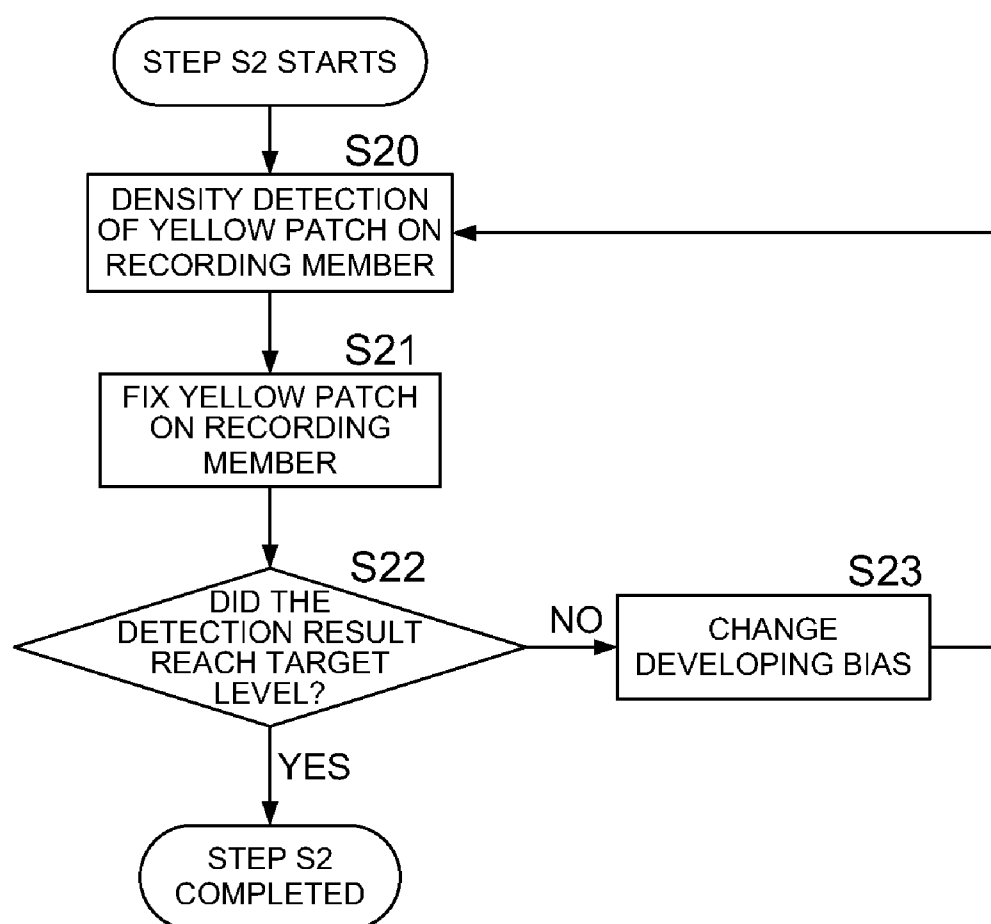 STEP S2 STARTS
S20
DENSITY DETECTION
OF YELLOW PATCH ON
RECORDING MEMBER
S21
FIX YELLOW PATCH
ON RECORDING
MEMBER
S22
DID THE
DETECTION RESULT
REACH TARGET
LEVEL?
NO
S23
CHANGE
DEVELOPING BIAS
YES
STEP S2
COMPLETED